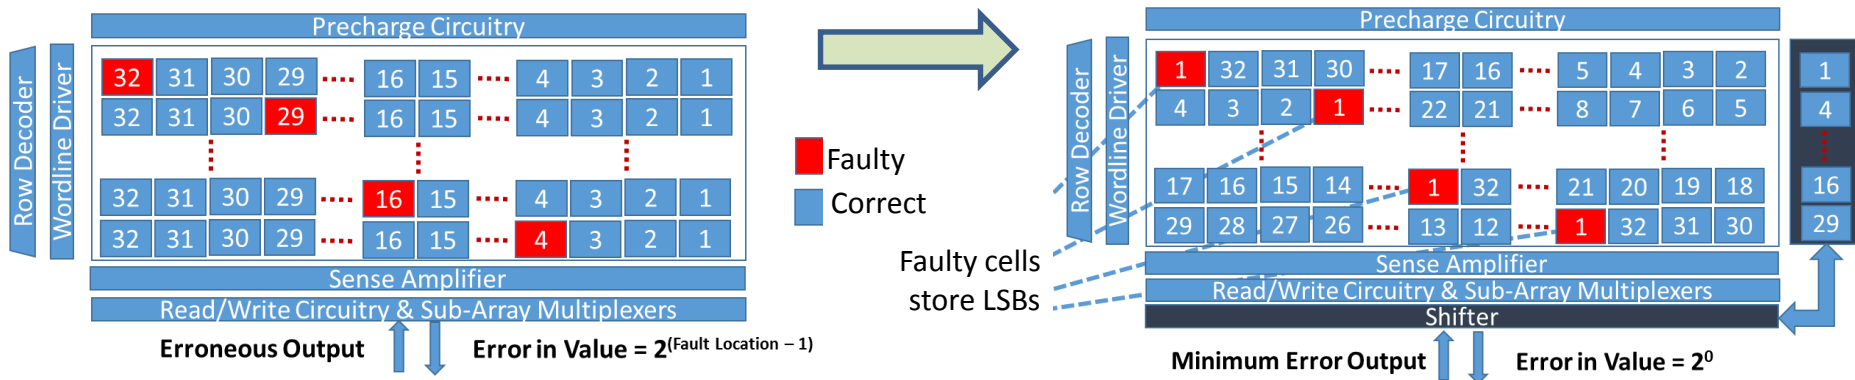 Precharge Circuitry
Row Decoder
Wordline Driver
32 31 30 29 16 15 4 3 2 1
32 31 30 29 16 15 4 3 2 1
32 31 30 29 16 15 4 3 2 1
32 31 30 29 16 15 4 3 2 1
Sense Amplifier
Read/Write Circuitry & Sub-Array Multiplexers
Erroneous Output
Error in Value = 2^(Fault Location – 1)
Faulty
Correct
Faulty cells
store LSBs
Precharge Circuitry
Row Decoder
Wordline Driver
1 32 31 30 17 16 5 4 3 2
4 3 2 1 22 21 8 7 6 5
17 16 15 14 1 32 21 20 19 18
29 28 27 26 13 12 1 32 31 30
1
4
16
29
Sense Amplifier
Read/Write Circuitry & Sub-Array Multiplexers
Shifter
Minimum Error Output
Error in Value = 2^0